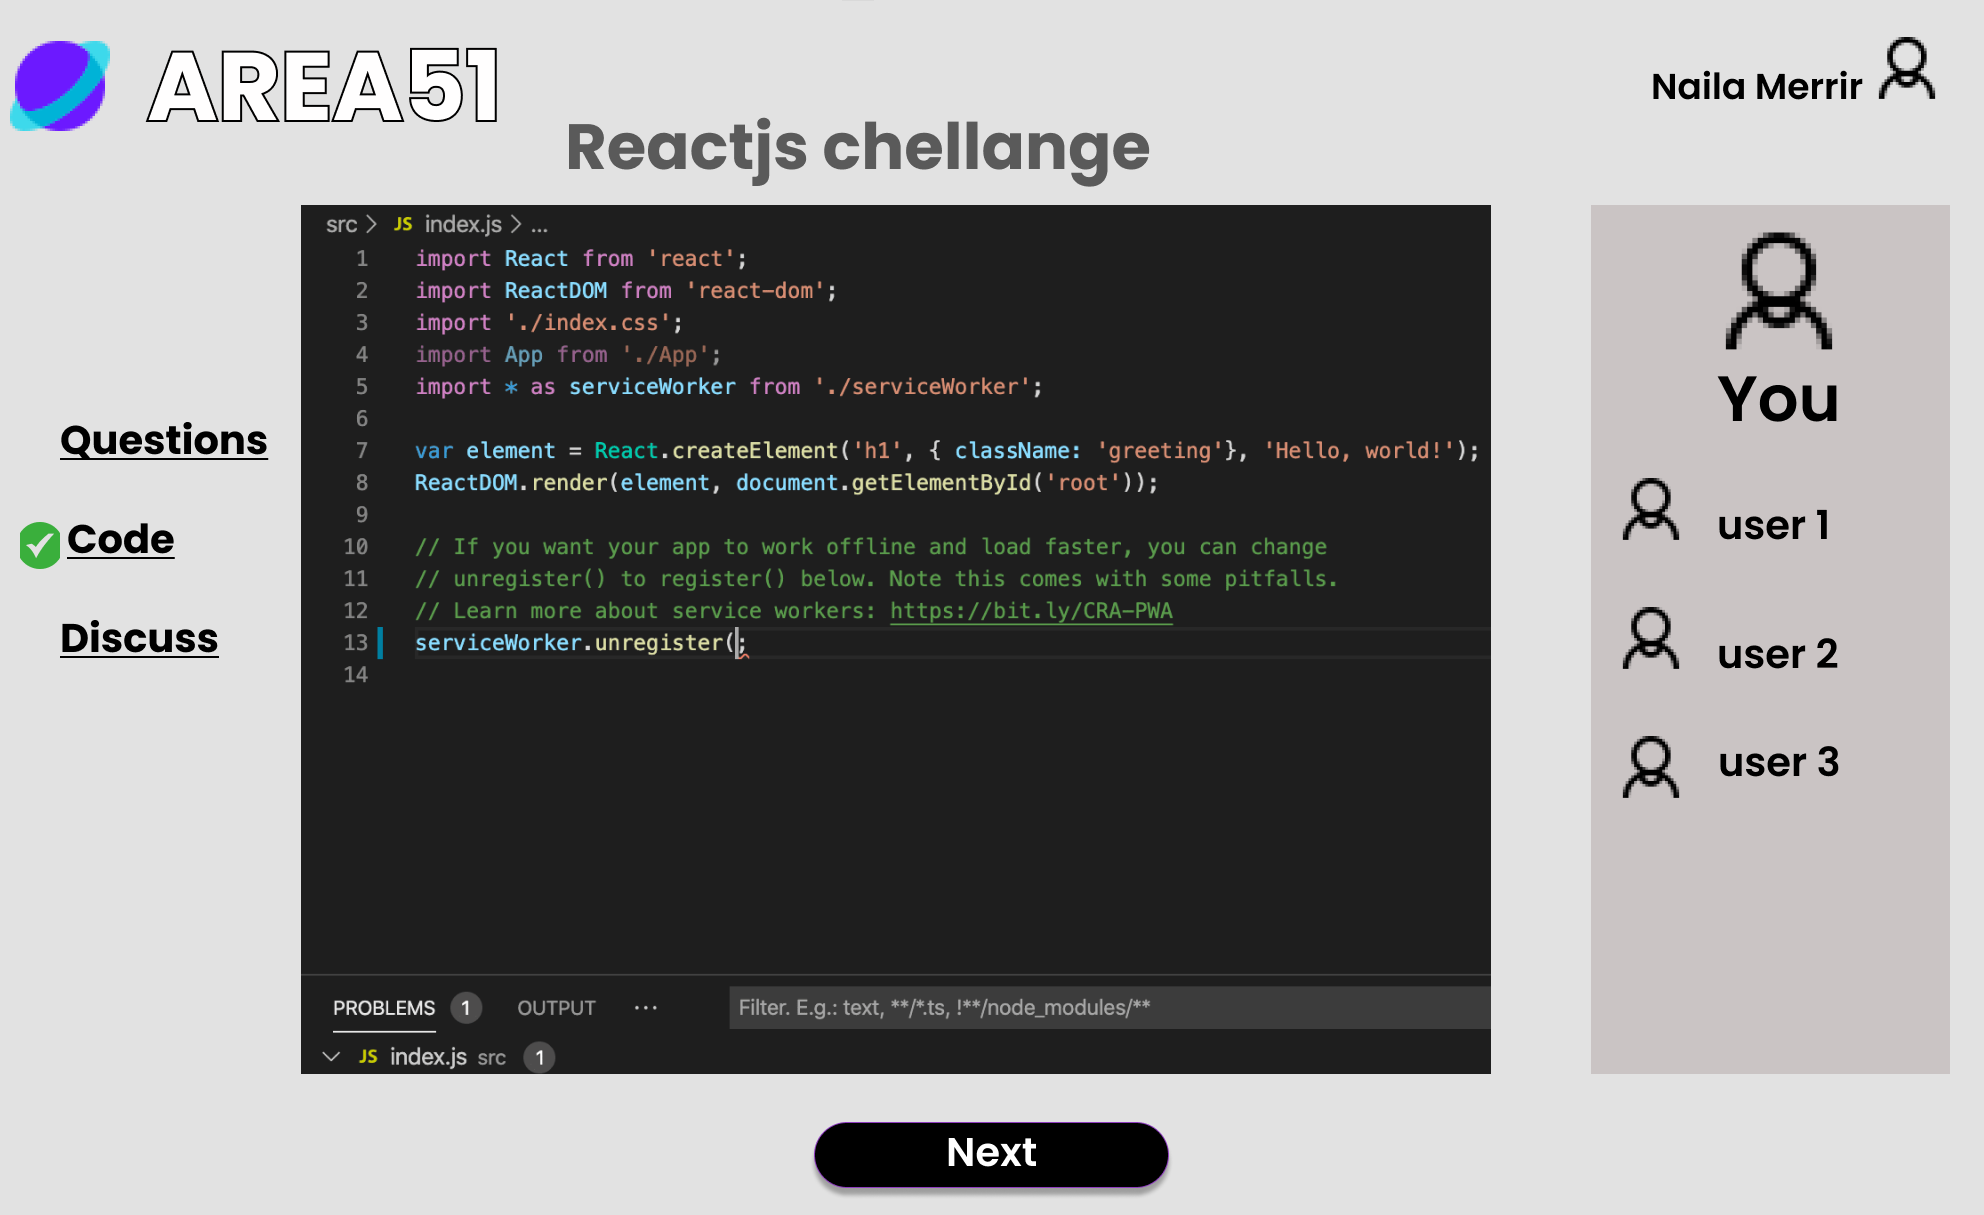 AREA51
Naila Merrir
Reactjs chellange
Questions
Code
Discuss
src > JS index.js > ...
1 import React from 'react';
2 import ReactDOM from 'react-dom';
3 import './index.css';
4 import App from './App';
5 import * as serviceWorker from './serviceWorker';
6
7 var element = React.createElement('h1', { className: 'greeting'}, 'Hello, world!');
8 ReactDOM.render(element, document.getElementById('root'));
9
10 // If you want your app to work offline and load faster, you can change
11 // unregister() to register() below. Note this comes with some pitfalls.
12 // Learn more about service workers: https://bit.ly/CRA-PWA
13 serviceWorker.unregister(;
14
PROBLEMS 1 OUTPUT ... Filter. E.g.: text, **/*.ts, !**/node_modules/**
JS index.js src 1
You
user 1
user 2
user 3
Next